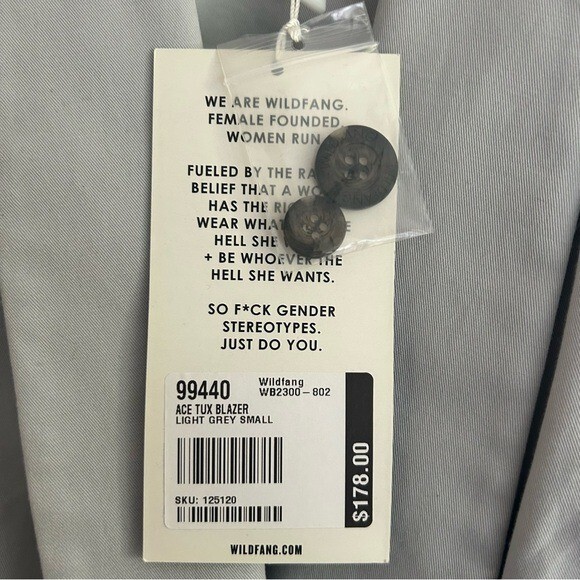 WE ARE WILDFANG.
FEMALE FOUNDED,
WOMEN RUN
FUELED BY THE
BELIEF THAT A
HAS THE
WEAR
HELL SHE
+ BE WHOEVER THE
HELL SHE WANTS.
SO F*CK GENDER
STEREOTYPES.
JUST DO YOU.
99440
Wildfang
WB2300-802
ACE TUX BLAZER
LIGHT GREY SMALL
SKU: 125120
$178.00
WILDFANG.COM